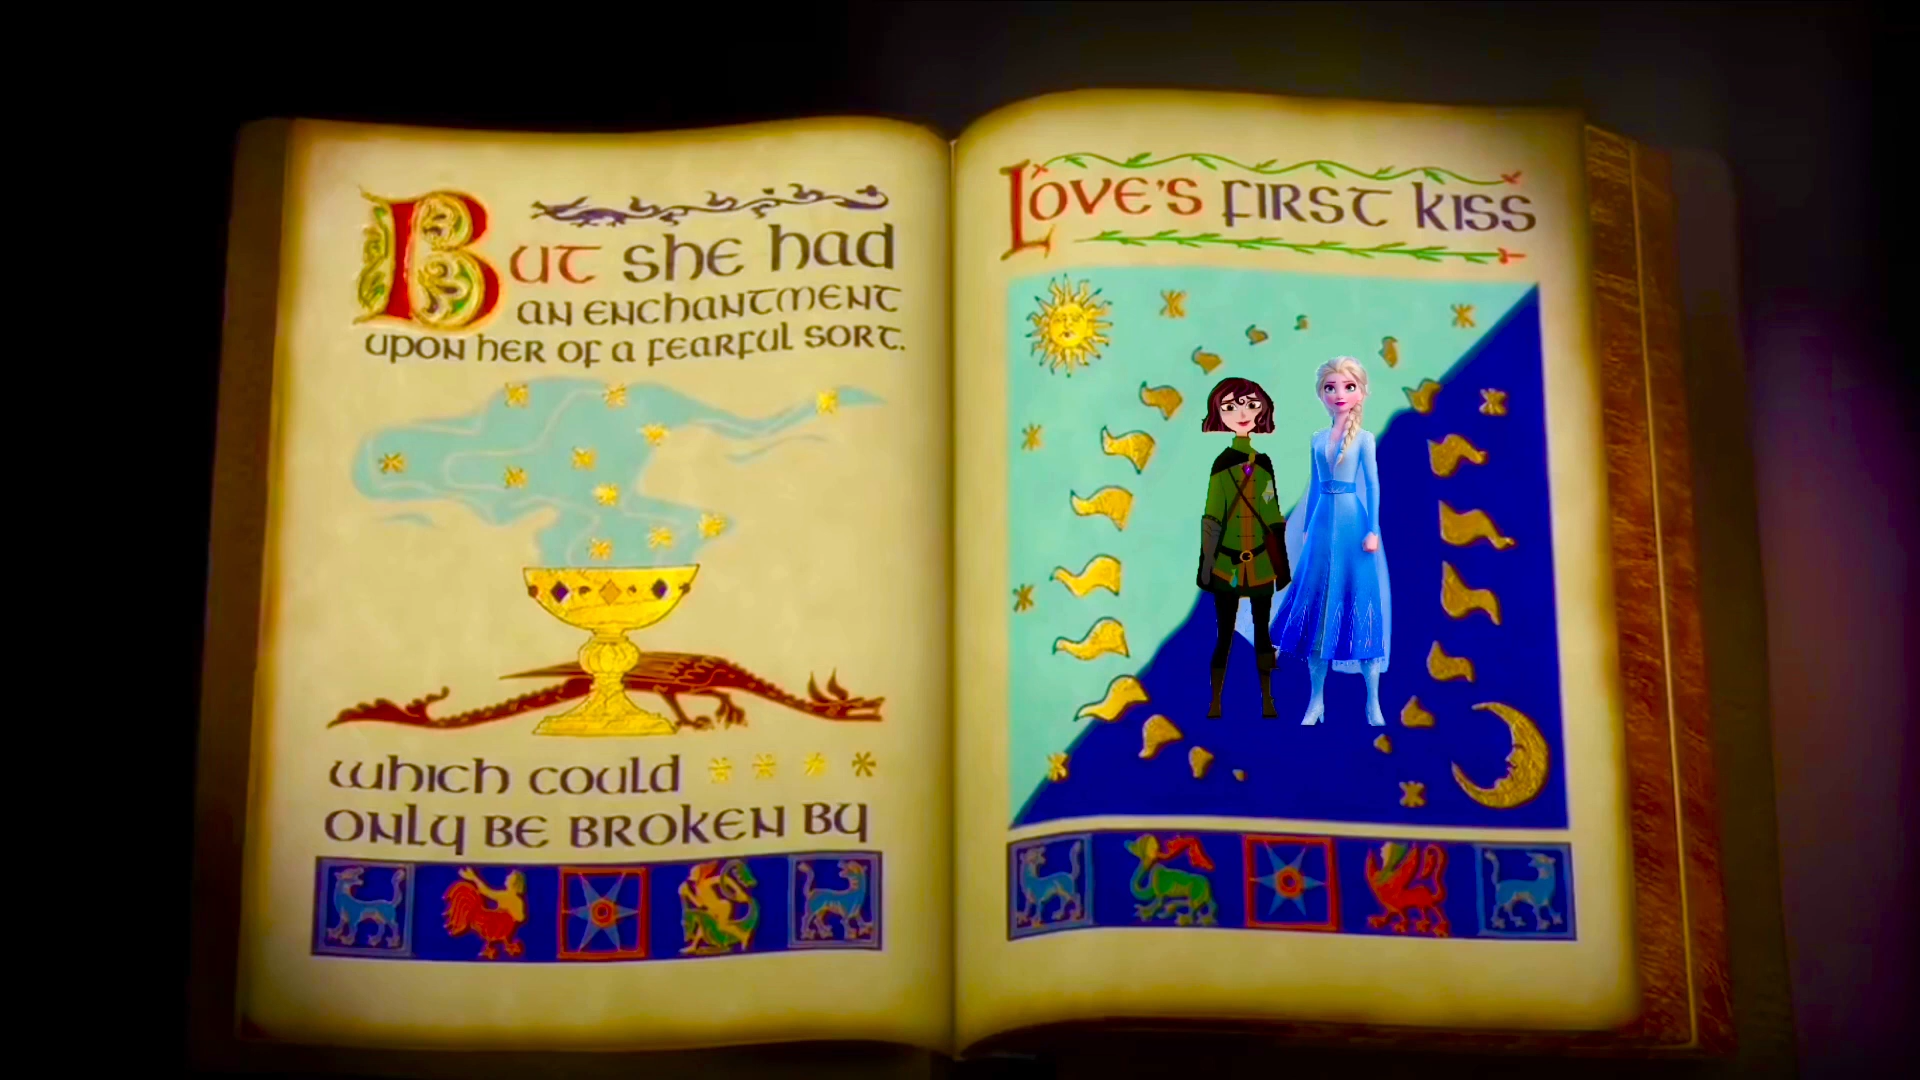 But she had
an enchantment
upon her of a fearful sort.
which could
only be broken by
Love's first kiss